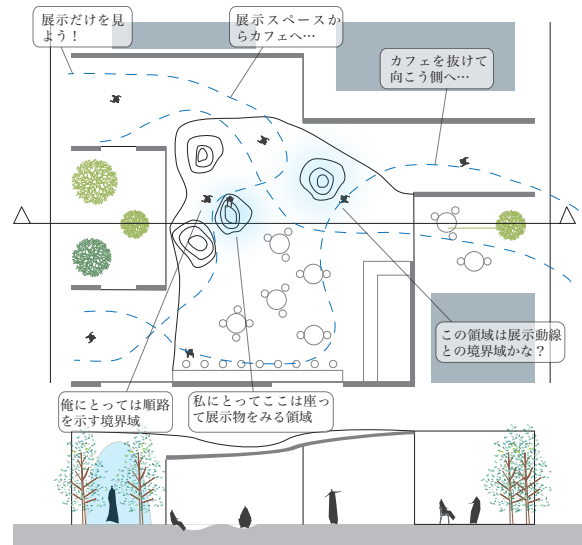 展示だけを見
よう！
展示スペースか
らカフェへ…
カフェを抜けて
向こう側へ…
この領域は展示動線
との境界域かな？
俺にとっては順路
を示す境界域
私にとってここは座っ
て展示物をみる領域